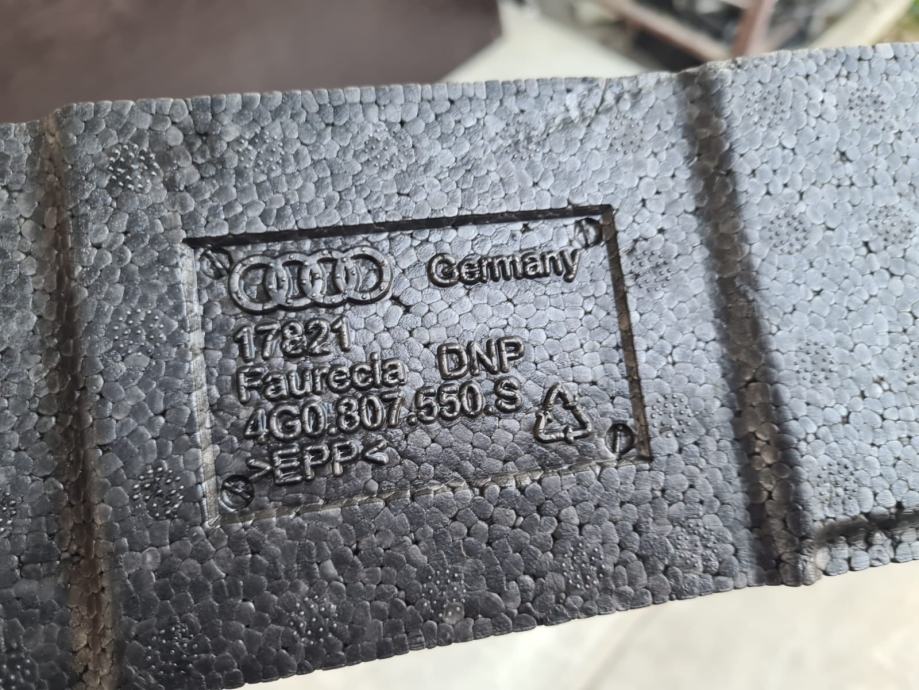 Germany
17821
Faurecia DNP
4G0.807.550.S
>EPP<